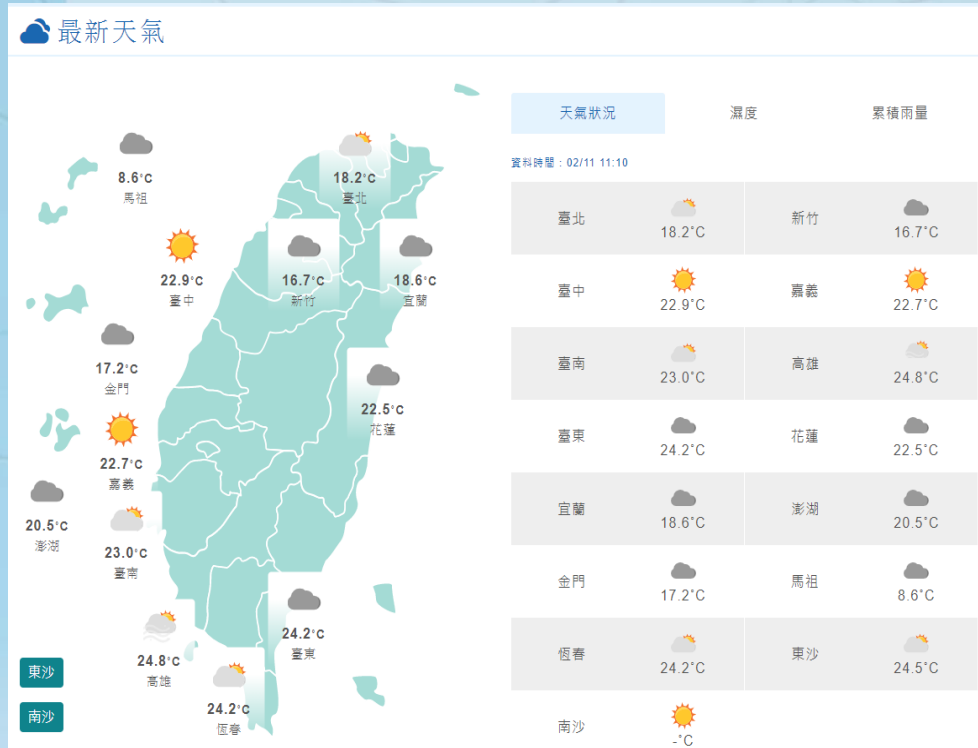 最新天氣
8.6°C
馬祖
18.2°C
臺北
22.9°C
臺中
16.7°C
新竹
18.6°C
宜蘭
17.2°C
金門
22.5°C
花蓮
22.7°C
嘉義
20.5°C
澎湖
23.0°C
臺南
24.2°C
臺東
24.8°C
高雄
24.2°C
恆春
東沙
南沙
天氣狀況 濕度 累積雨量
資料時間：02/11 11:10
臺北 18.2°C 新竹 16.7°C
臺中 22.9°C 嘉義 22.7°C
臺南 23.0°C 高雄 24.8°C
臺東 24.2°C 花蓮 22.5°C
宜蘭 18.6°C 澎湖 20.5°C
金門 17.2°C 馬祖 8.6°C
恆春 24.2°C 東沙 24.5°C
南沙 -°C